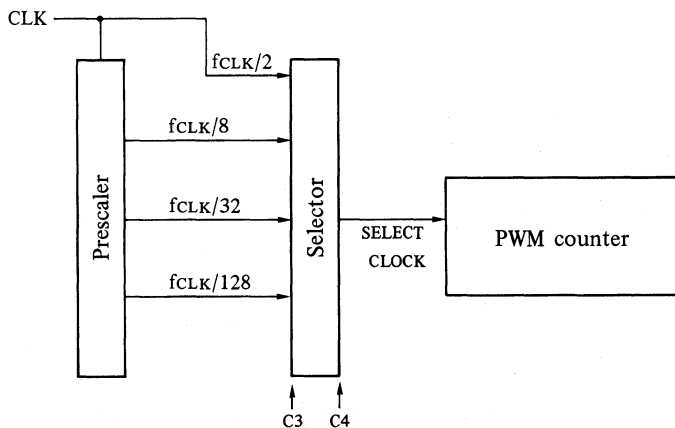 CLK
fCLK/2
fCLK/8
fCLK/32
fCLK/128
Prescaler
Selector
SELECT
CLOCK
PWM counter
C3
C4